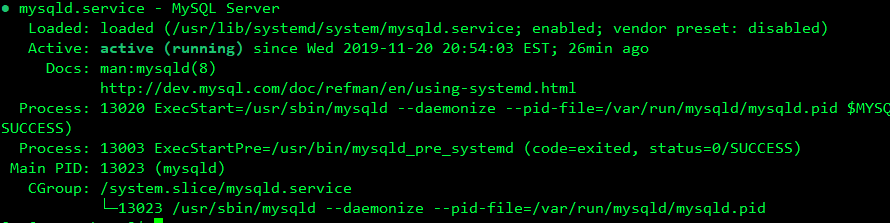 ● mysqld.service - MySQL Server
Loaded: loaded (/usr/lib/systemd/system/mysqld.service; enabled; vendor preset: disabled)
Active: active (running) since Wed 2019-11-20 20:54:03 EST; 26min ago
Docs: man:mysqld(8)
http://dev.mysql.com/doc/refman/en/using-systemd.html
Process: 13020 ExecStart=/usr/sbin/mysqld --daemonize --pid-file=/var/run/mysqld/mysqld.pid $MYSQ
SUCCESS)
Process: 13003 ExecStartPre=/usr/bin/mysqld_pre_systemd (code=exited, status=0/SUCCESS)
Main PID: 13023 (mysqld)
CGroup: /system.slice/mysqld.service
└─13023 /usr/sbin/mysqld --daemonize --pid-file=/var/run/mysqld/mysqld.pid